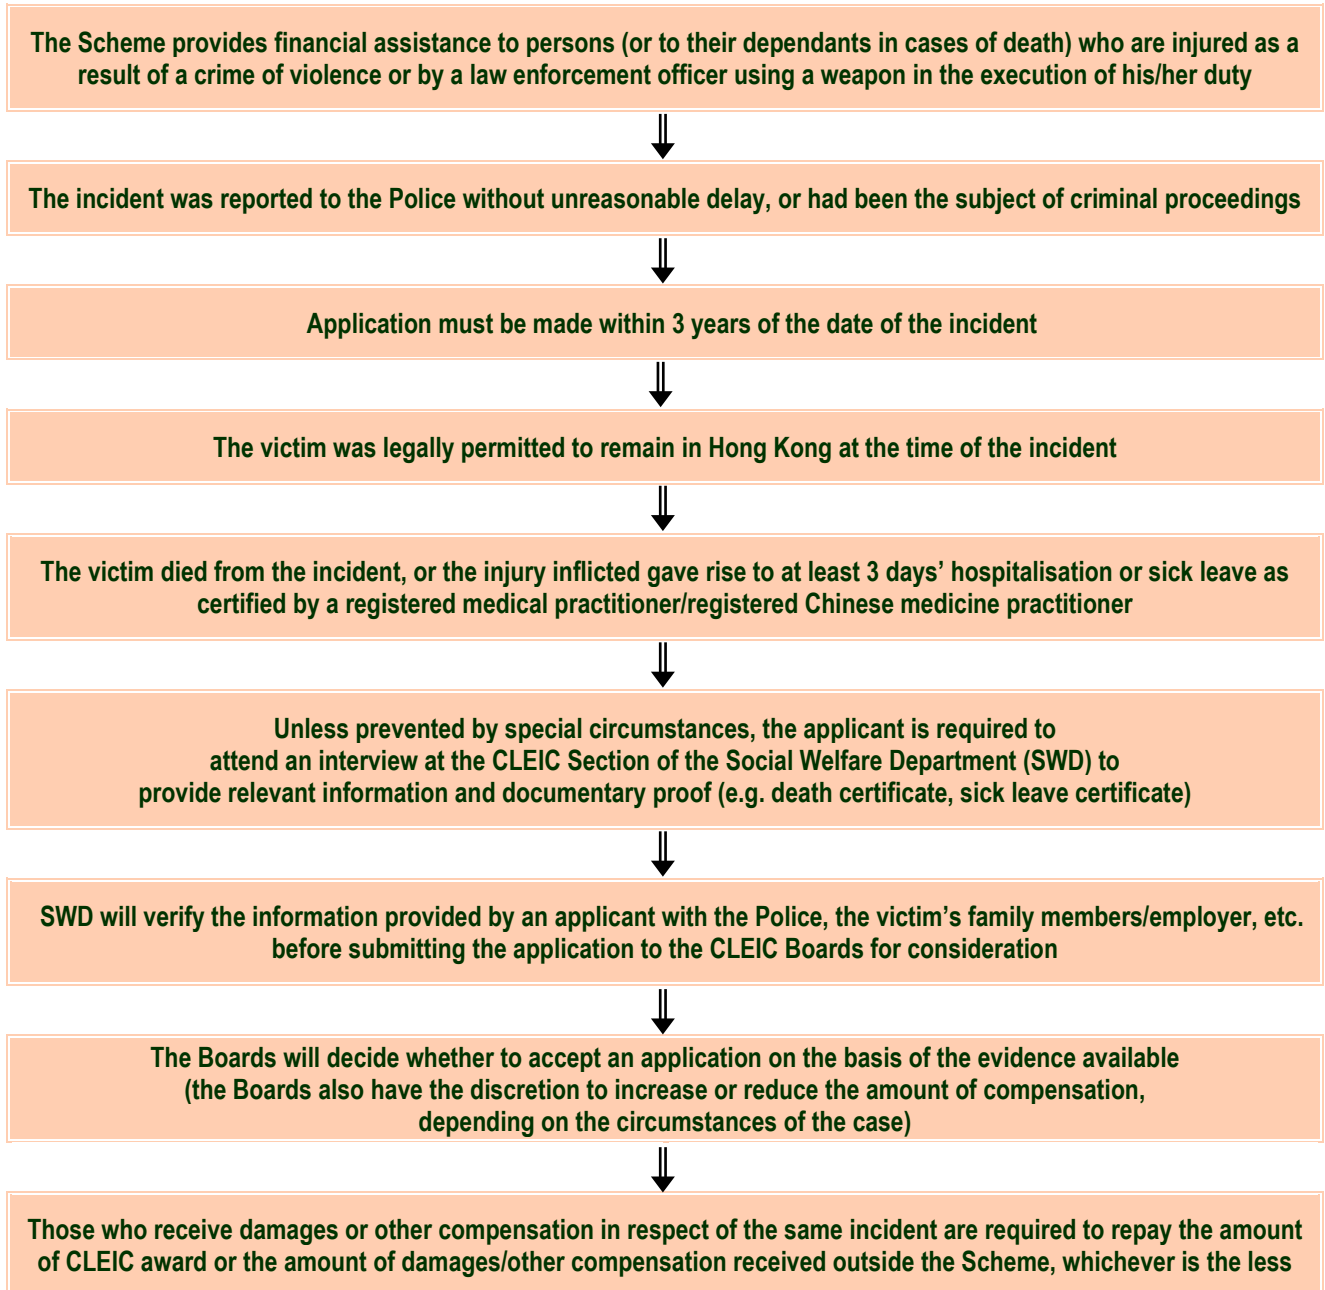 The Scheme provides financial assistance to persons (or to their dependants in cases of death) who are injured as a
result of a crime of violence or by a law enforcement officer using a weapon in the execution of his/her duty
The incident was reported to the Police without unreasonable delay, or had been the subject of criminal proceedings
Application must be made within 3 years of the date of the incident
The victim was legally permitted to remain in Hong Kong at the time of the incident
The victim died from the incident, or the injury inflicted gave rise to at least 3 days’ hospitalisation or sick leave as
certified by a registered medical practitioner/registered Chinese medicine practitioner
Unless prevented by special circumstances, the applicant is required to
attend an interview at the CLEIC Section of the Social Welfare Department (SWD) to
provide relevant information and documentary proof (e.g. death certificate, sick leave certificate)
SWD will verify the information provided by an applicant with the Police, the victim’s family members/employer, etc.
before submitting the application to the CLEIC Boards for consideration
The Boards will decide whether to accept an application on the basis of the evidence available
(the Boards also have the discretion to increase or reduce the amount of compensation,
depending on the circumstances of the case)
Those who receive damages or other compensation in respect of the same incident are required to repay the amount
of CLEIC award or the amount of damages/other compensation received outside the Scheme, whichever is the less